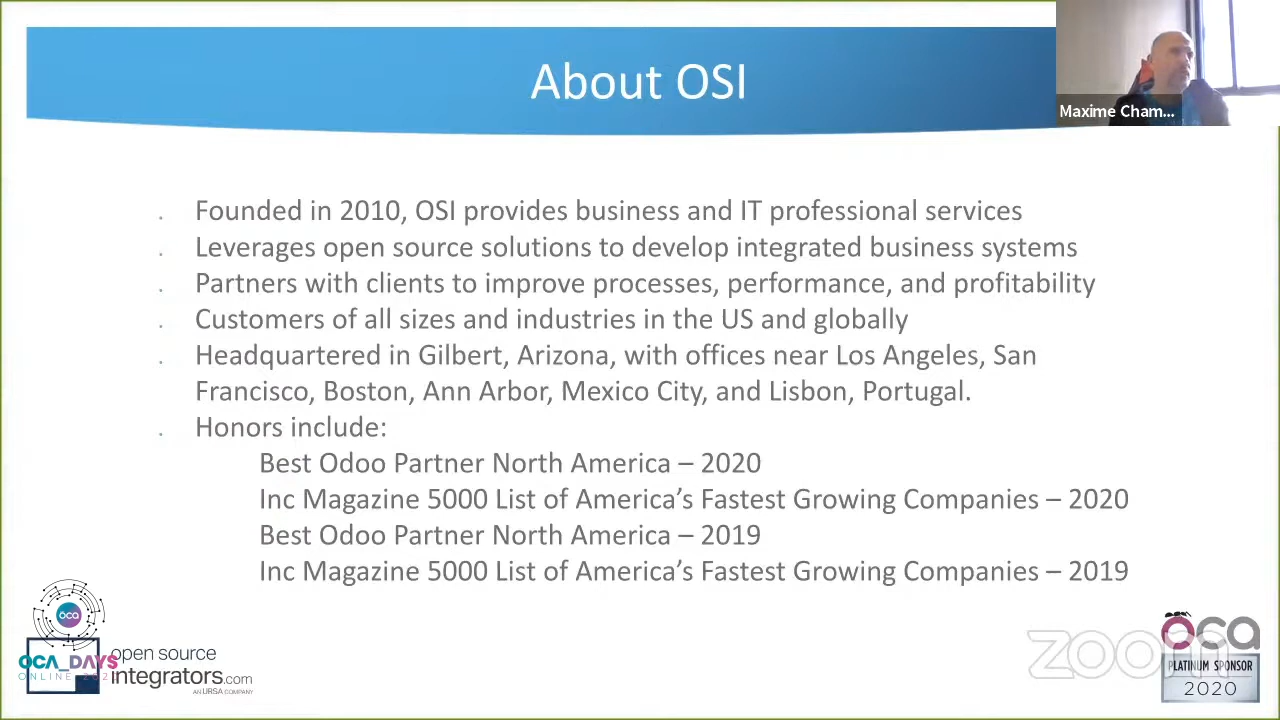 About OSI
Maxime Cham...
. Founded in 2010, OSI provides business and IT professional services
. Leverages open source solutions to develop integrated business systems
. Partners with clients to improve processes, performance, and profitability
. Customers of all sizes and industries in the US and globally
. Headquartered in Gilbert, Arizona, with offices near Los Angeles, San
Francisco, Boston, Ann Arbor, Mexico City, and Lisbon, Portugal.
. Honors include:
Best Odoo Partner North America – 2020
Inc Magazine 5000 List of America’s Fastest Growing Companies – 2020
Best Odoo Partner North America – 2019
Inc Magazine 5000 List of America’s Fastest Growing Companies – 2019
oca
OCA_DAYS
ONLINE
open source
integrators.com
AN URSA COMPANY
zoom
oca
PLATINUM SPONSOR
2020